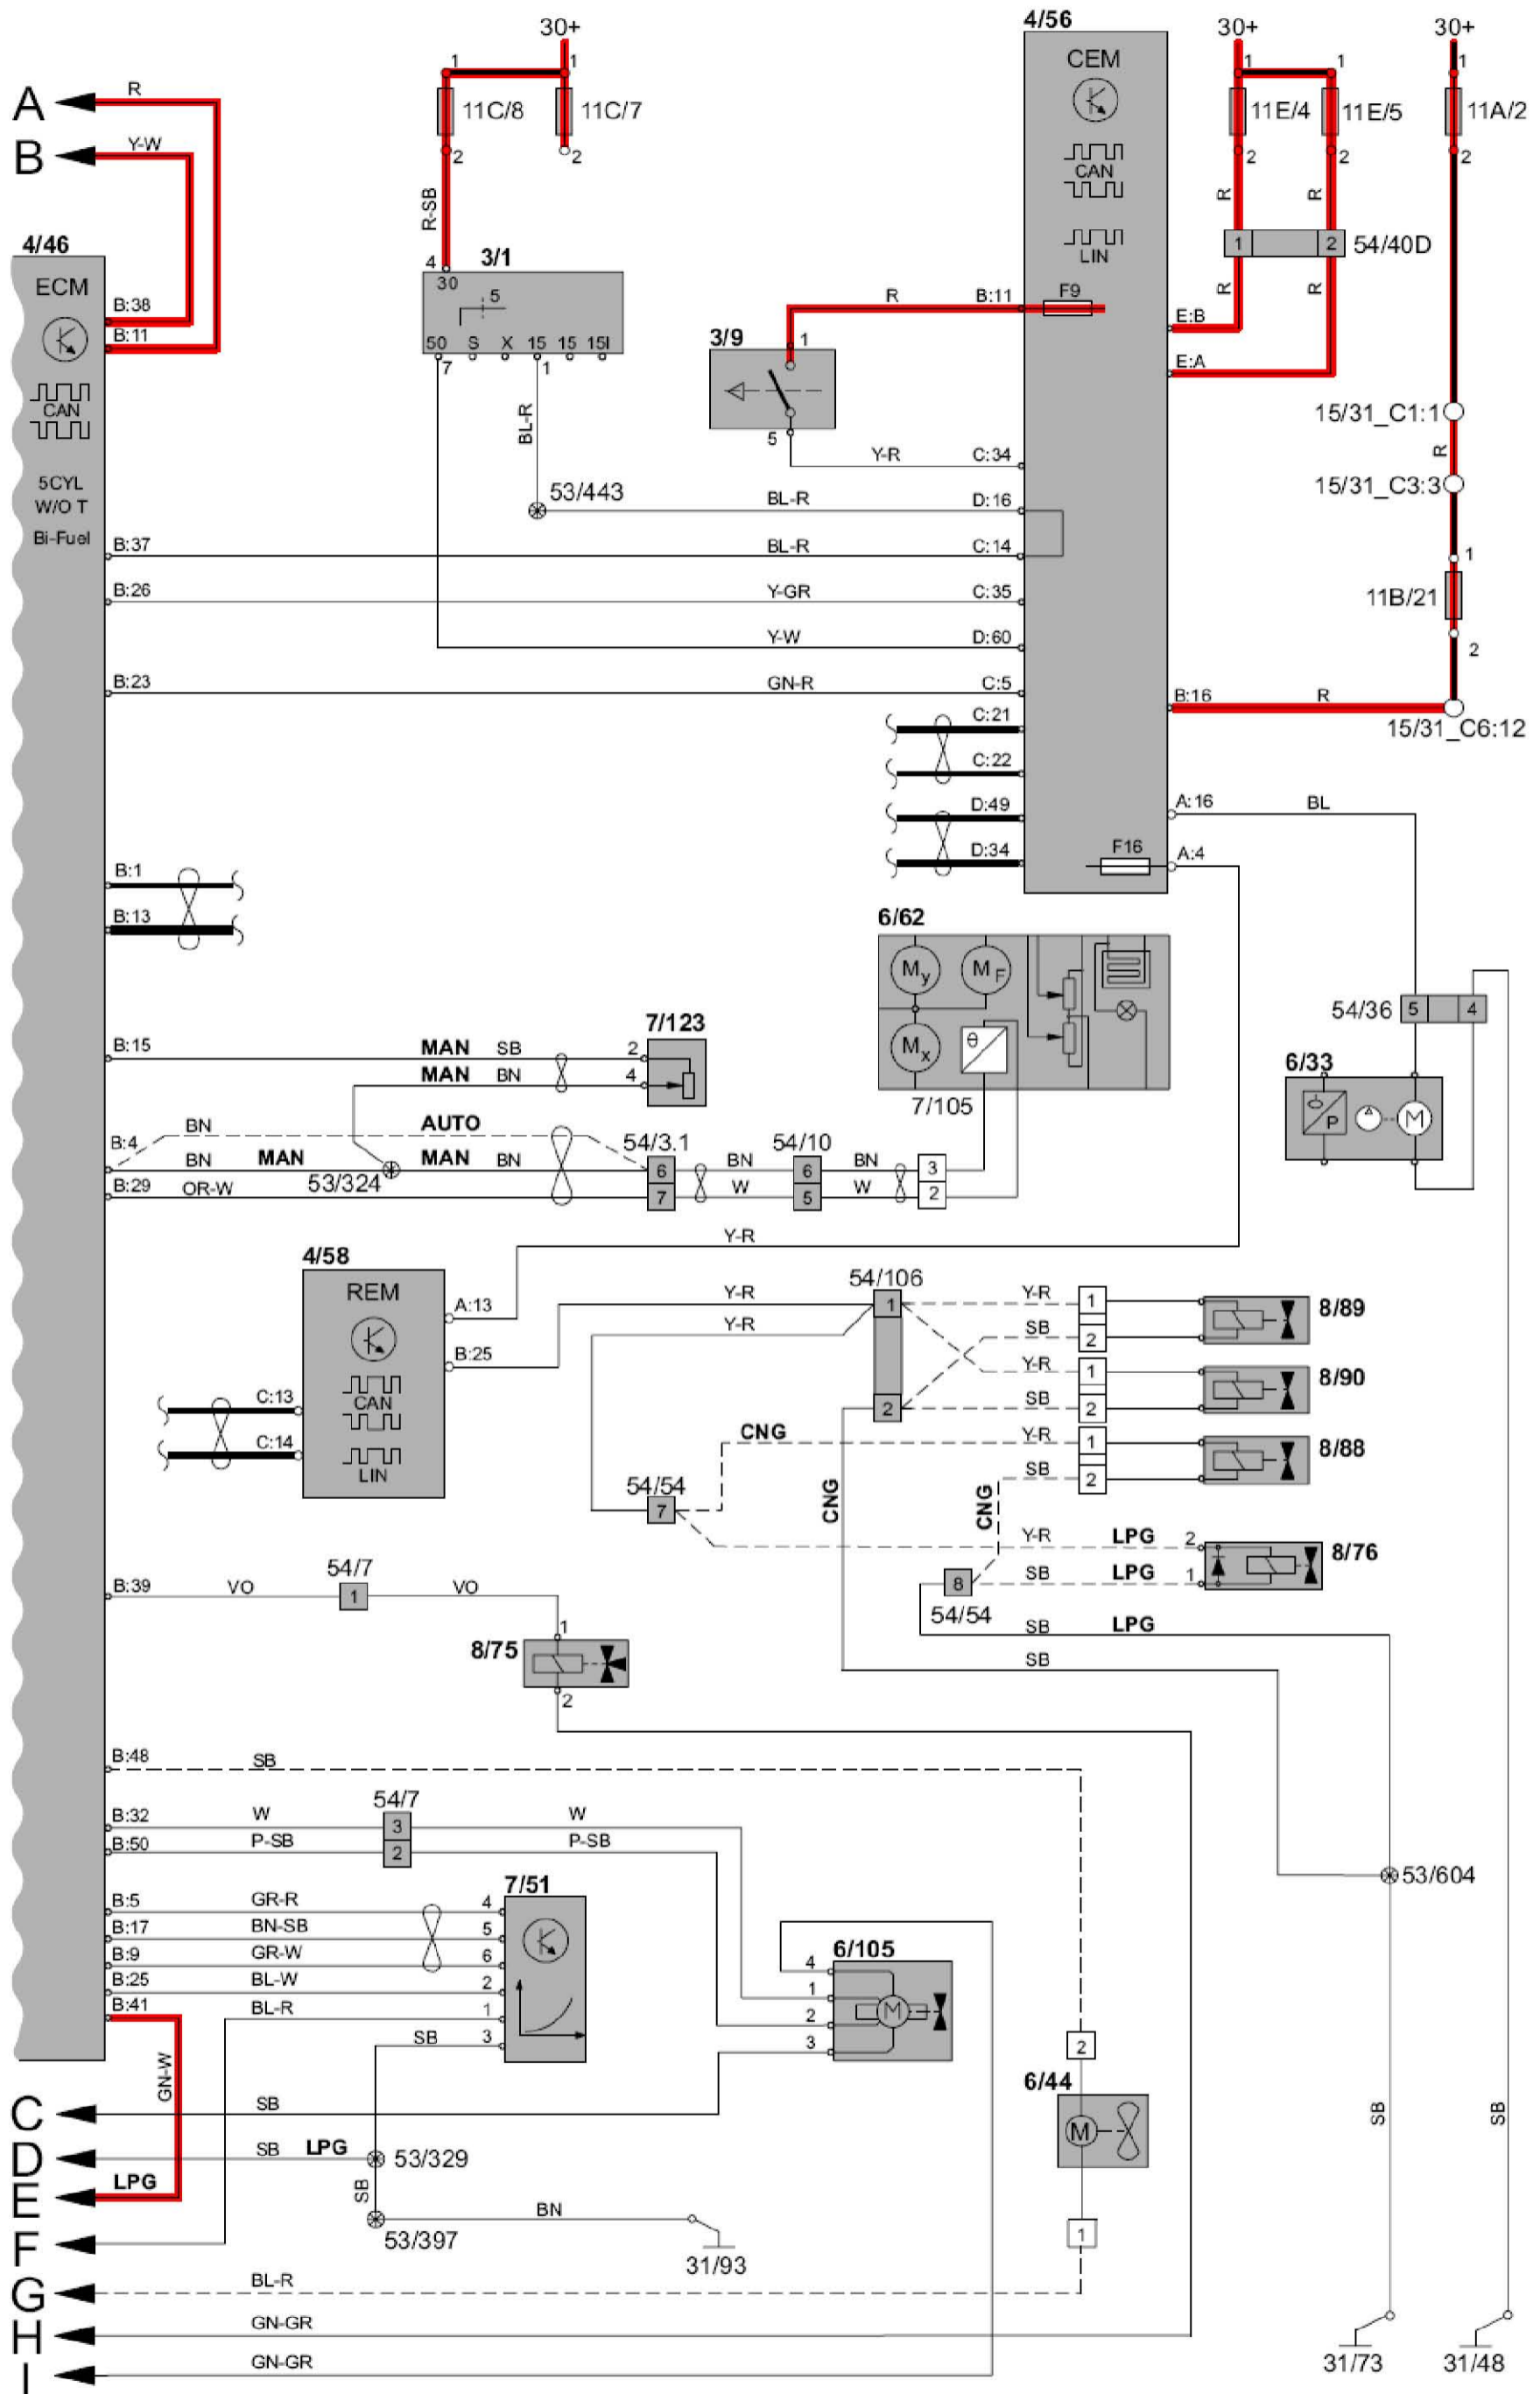 30+
4/56
30+
30+
1
1
CEM
1
1
1
A
R
11C/8
11C/7
11E/4
11E/5
11A/2
B
Y-W
2
2
CAN
2
2
2
R-SB
R
R
4/46
3/1
LIN
1
2
54/40D
ECM
4
30
5
R
B:11
F9
R
R
B:38
B:11
50
S
X
15
15
15I
3/9
1
E:B
7
1
E:A
CAN
BL-R
15/31_C1:1
5
Y-R
C:34
R
5CYL
W/O T
Bi-Fuel
53/443
BL-R
D:16
15/31_C3:3
B:37
BL-R
C:14
1
B:26
Y-GR
C:35
11B/21
Y-W
D:60
2
B:23
GN-R
C:5
B:16
R
C:21
15/31_C6:12
C:22
D:49
A:16
BL
D:34
F16
A:4
B:1
B:13
6/62
My
MF
54/36
5
4
7/123
Mx
θ
B:15
MAN
SB
2
6/33
MAN
BN
4
7/105
P
M
BN
AUTO
B:4
54/3.1
54/10
BN
MAN
MAN
BN
6
BN
6
BN
3
53/324
B:29
OR-W
7
W
5
W
2
Y-R
4/58
REM
54/106
A:13
Y-R
1
Y-R
1
8/89
Y-R
SB
2
B:25
Y-R
1
8/90
CAN
C:13
2
SB
2
CNG
Y-R
1
8/88
C:14
LIN
SB
2
54/54
7
CNG
CNG
Y-R
LPG
2
8/76
54/7
8
SB
LPG
1
B:39
VO
1
VO
54/54
1
SB
LPG
8/75
SB
2
B:48
SB
54/7
B:32
W
3
W
B:50
P-SB
2
P-SB
53/604
7/51
B:5
GR-R
4
B:17
BN-SB
5
B:9
GR-W
6
6/105
B:25
BL-W
2
4
B:41
BL-R
1
1
M
SB
3
2
3
2
GN-W
6/44
C
SB
M
SB
SB
D
SB
LPG
53/329
E
LPG
SB
BN
F
53/397
1
31/93
G
BL-R
H
GN-GR
31/73
31/48
I
GN-GR